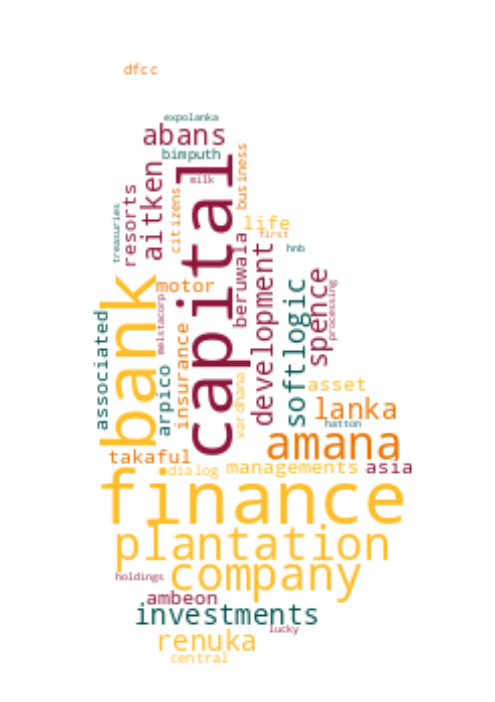 dfcc
expolanka
abans
bimputh
milk
business
capital
aitken
citizens
resorts
treasuries
life
first
hnb
beruwala
development
spence
processing
softlogic
motor
bank
melstacorp
associated
insurance
arpico
vardhana
asset
lanka
hatton
amana
takaful
dialog
managements
asia
finance
plantation
company
holdings
ambeon
investments
lucky
renuka
central